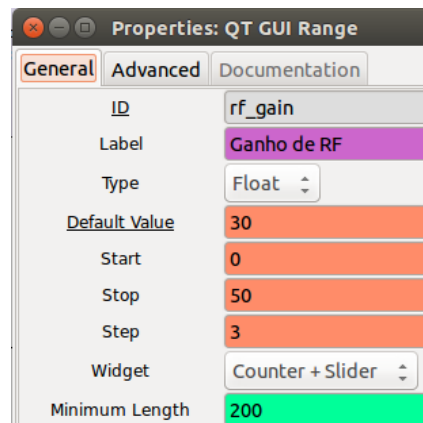 Properties: QT GUI Range
General Advanced Documentation
ID rf_gain
Label Ganho de RF
Type Float
Default Value 30
Start 0
Stop 50
Step 3
Widget Counter + Slider
Minimum Length 200